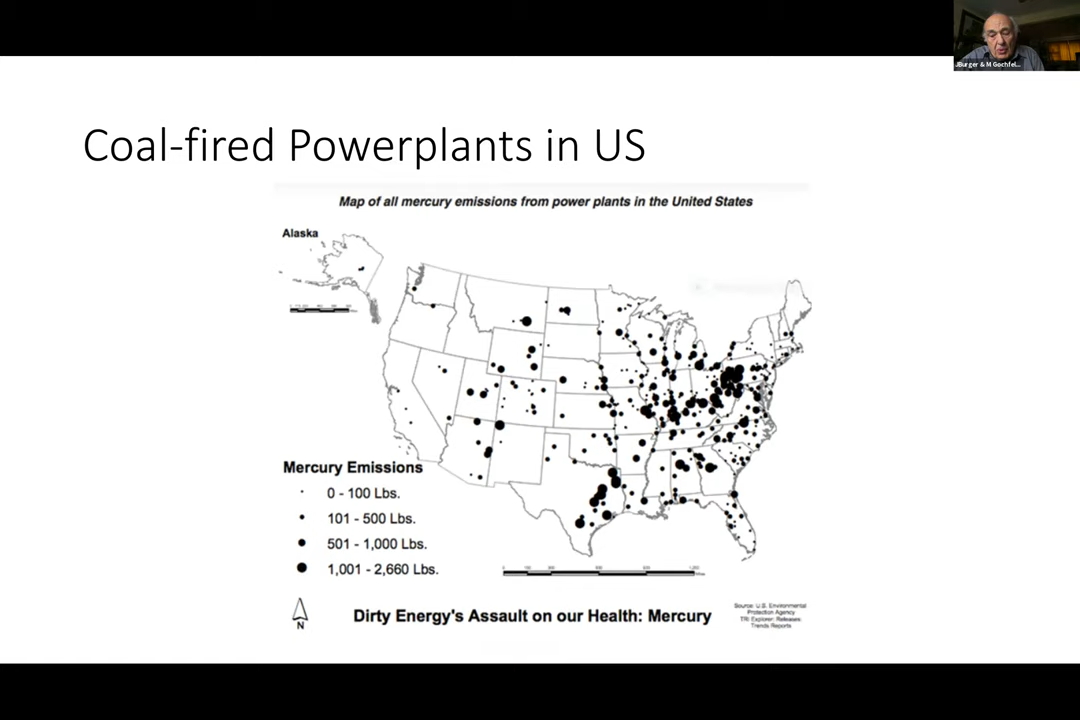 JBurger & M Gochfel...
Coal-fired Powerplants in US
Map of all mercury emissions from power plants in the United States
Alaska
Mercury Emissions
0 - 100 Lbs.
101 - 500 Lbs.
501 - 1,000 Lbs.
1,001 - 2,660 Lbs.
N
Dirty Energy's Assault on our Health: Mercury
Source: U.S. Environmental
Protection Agency
TRI Explorer: Releases:
Trends Reports